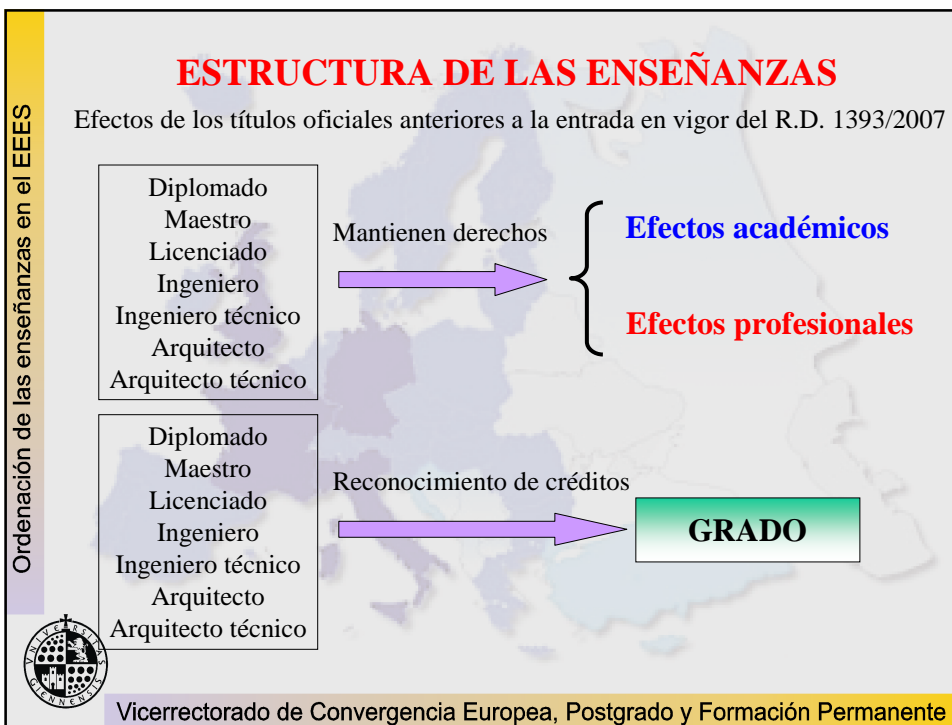 ESTRUCTURA DE LAS ENSEÑANZAS
Efectos de los títulos oficiales anteriores a la entrada en vigor del R.D. 1393/2007
Ordenación de las enseñanzas en el EEES
Diplomado
Maestro
Licenciado
Ingeniero
Ingeniero técnico
Arquitecto
Arquitecto técnico
Mantienen derechos
Efectos académicos
Efectos profesionales
Diplomado
Maestro
Licenciado
Ingeniero
Ingeniero técnico
Arquitecto
Arquitecto técnico
Reconocimiento de créditos
GRADO
VNIVERSITAS
GIENNENSIS
Vicerrectorado de Convergencia Europea, Postgrado y Formación Permanente